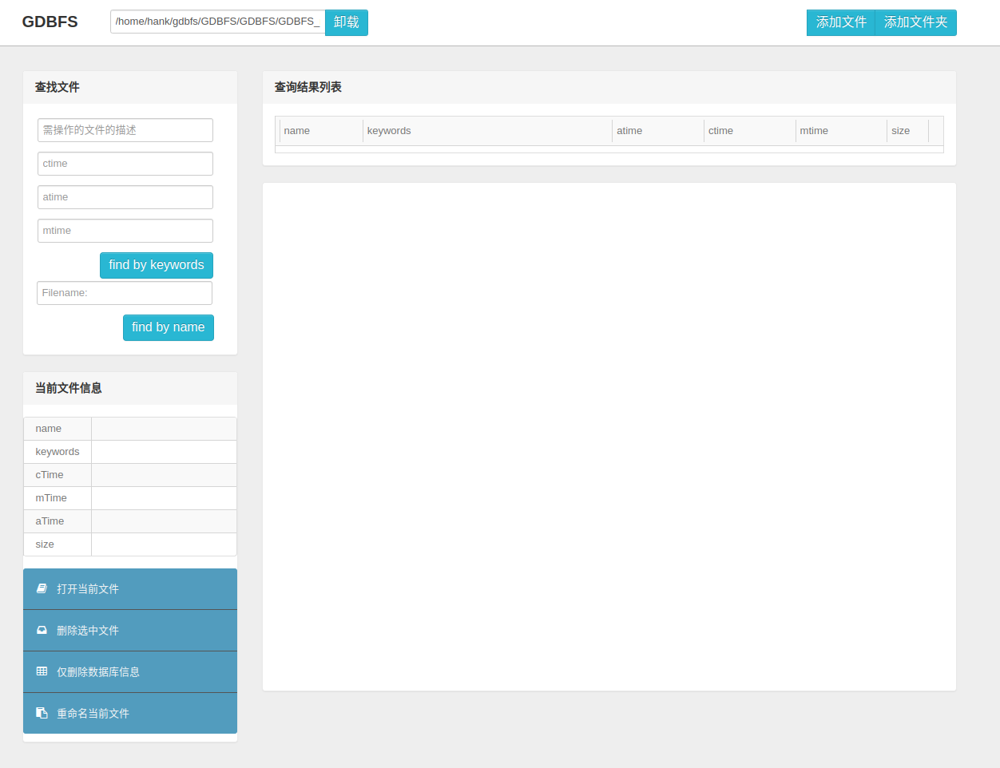 GDBFS
/home/hank/gdbfs/GDBFS/GDBFS/GDBFS_
卸载
添加文件
添加文件夹
查找文件
需操作的文件的描述
ctime
atime
mtime
find by keywords
Filename:
find by name
当前文件信息
name
keywords
cTime
mTime
aTime
size
打开当前文件
删除选中文件
仅删除数据库信息
重命名当前文件
查询结果列表
name keywords atime ctime mtime size